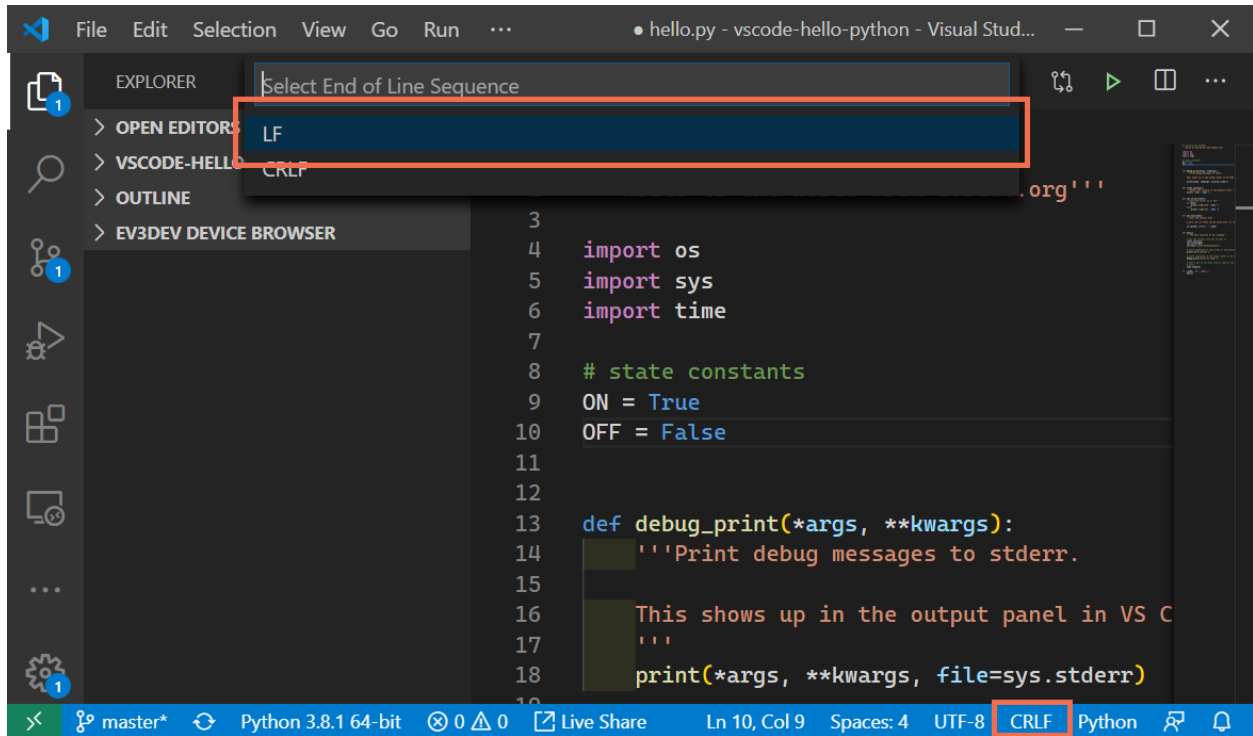 File Edit Selection View Go Run ··· ● hello.py - vscode-hello-python - Visual Stud...
EXPLORER
Select End of Line Sequence
LF
CRLF
1
> OPEN EDITORS
> VSCODE-HELLO
> OUTLINE
> EV3DEV DEVICE BROWSER
1
.org'''
3
4 import os
5 import sys
6 import time
7
8 # state constants
9 ON = True
10 OFF = False
11
12
13 def debug_print(*args, **kwargs):
14 '''Print debug messages to stderr.
15
16 This shows up in the output panel in VS C
17 '''
18 print(*args, **kwargs, file=sys.stderr)
19
1
master* Python 3.8.1 64-bit 0 0 Live Share Ln 10, Col 9 Spaces: 4 UTF-8 CRLF Python